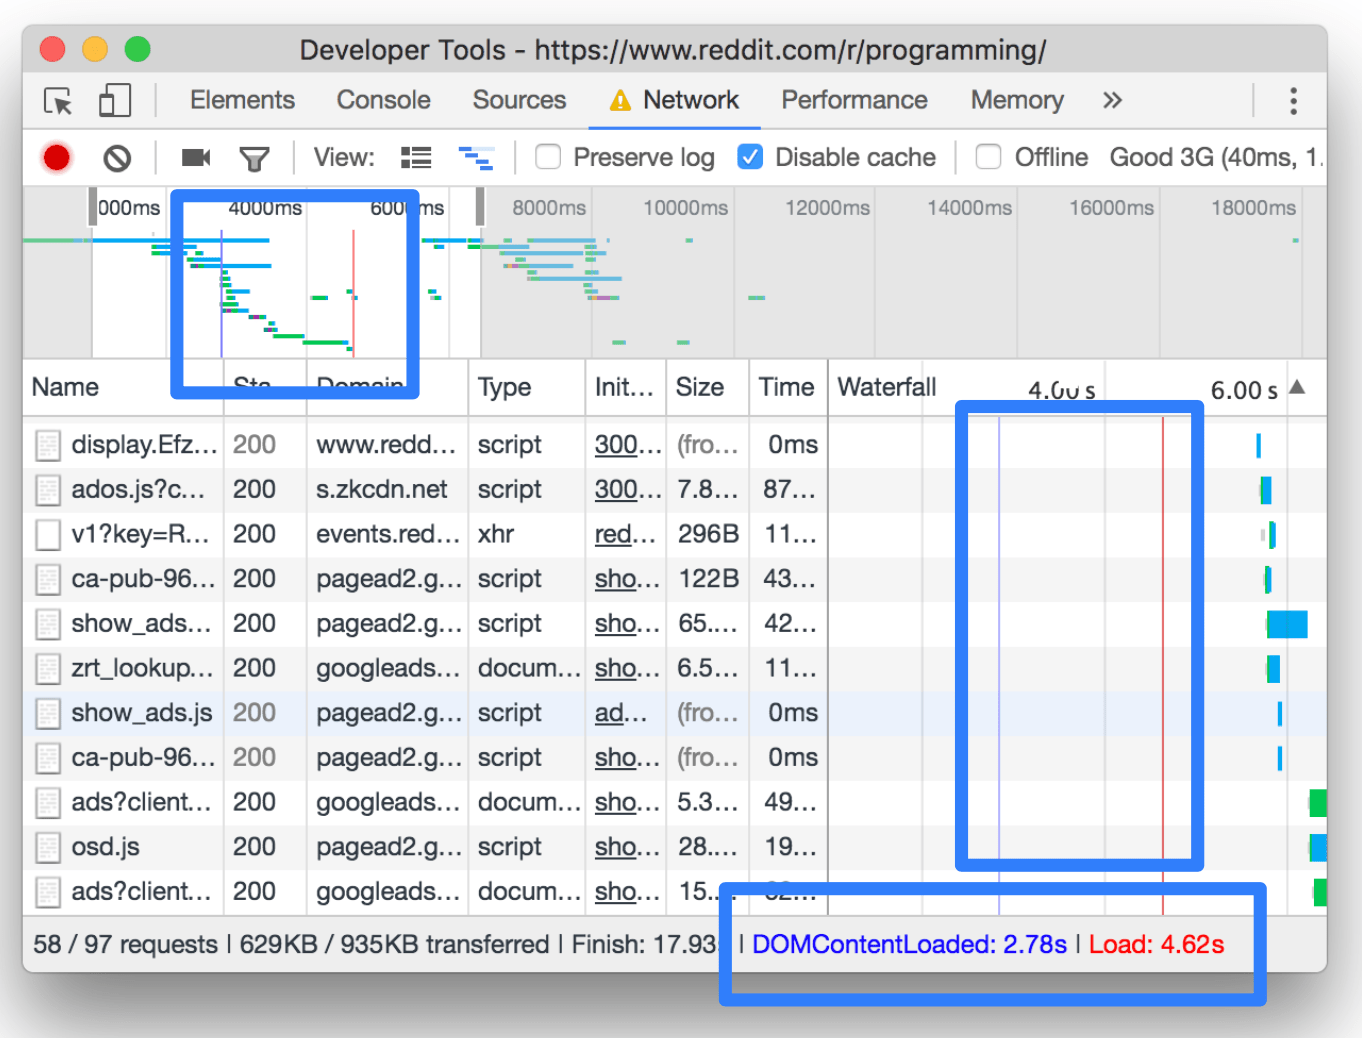 Developer Tools - https://www.reddit.com/r/programming/
Elements Console Sources Network Performance Memory »
View: Preserve log Disable cache Offline Good 3G (40ms, 1.
000ms 4000ms 6000ms 8000ms 10000ms 12000ms 14000ms 16000ms 18000ms
Name Sta Domain Type Init... Size Time Waterfall 4.00 s 6.00 s
display.Efz... 200 www.redd... script 300... (fro... 0ms
ados.js?c... 200 s.zkcdn.net script 300... 7.8... 87...
v1?key=R... 200 events.red... xhr red... 296B 11...
ca-pub-96... 200 pagead2.g... script sho... 122B 43...
show_ads... 200 pagead2.g... script sho... 65.... 42...
zrt_lookup... 200 googleads... docum... sho... 6.5... 11...
show_ads.js 200 pagead2.g... script ad... (fro... 0ms
ca-pub-96... 200 pagead2.g... script sho... (fro... 0ms
ads?client... 200 googleads... docum... sho... 5.3... 49...
osd.js 200 pagead2.g... script sho... 28.... 19...
ads?client... 200 googleads... docum... sho... 15...
58 / 97 requests | 629KB / 935KB transferred | Finish: 17.93 | DOMContentLoaded: 2.78s | Load: 4.62s